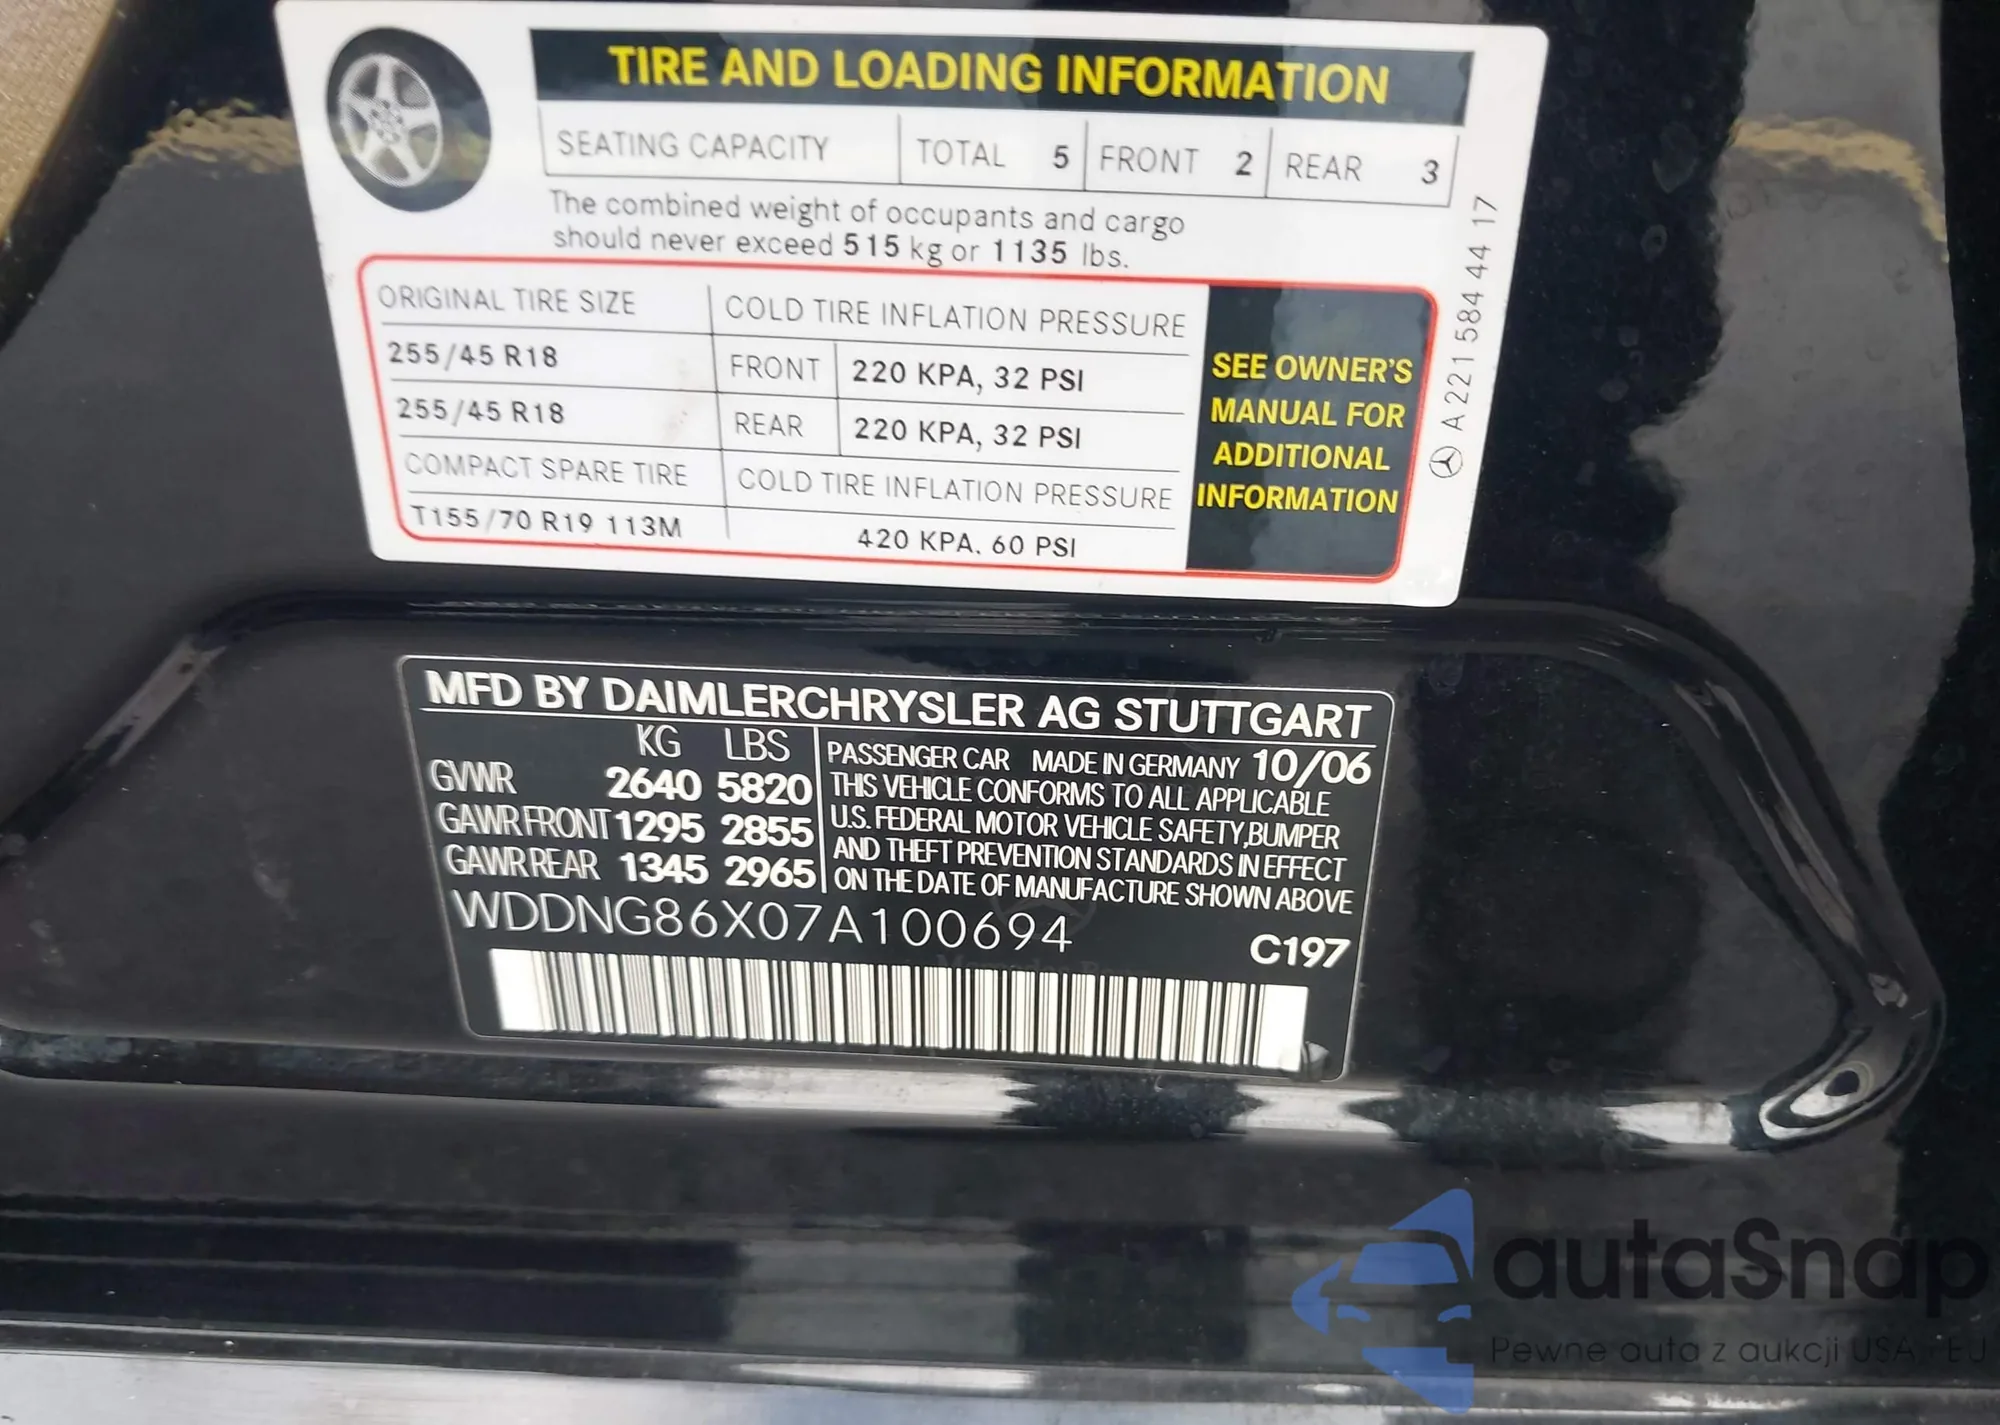 TIRE AND LOADING INFORMATION
SEATING CAPACITY TOTAL 5 FRONT 2 REAR 3
The combined weight of occupants and cargo
should never exceed 515 kg or 1135 lbs.
ORIGINAL TIRE SIZE COLD TIRE INFLATION PRESSURE
255/45 R18 FRONT 220 KPA, 32 PSI
255/45 R18 REAR 220 KPA, 32 PSI
COMPACT SPARE TIRE COLD TIRE INFLATION PRESSURE
T155/70 R19 113M 420 KPA, 60 PSI
SEE OWNER'S
MANUAL FOR
ADDITIONAL
INFORMATION
A 221 584 44 17
MFD BY DAIMLERCHRYSLER AG STUTTGART
KG LBS
GVWR 2640 5820
GAWR FRONT 1295 2855
GAWR REAR 1345 2965
PASSENGER CAR MADE IN GERMANY 10/06
THIS VEHICLE CONFORMS TO ALL APPLICABLE
U.S. FEDERAL MOTOR VEHICLE SAFETY, BUMPER
AND THEFT PREVENTION STANDARDS IN EFFECT
ON THE DATE OF MANUFACTURE SHOWN ABOVE
WDDNG86X07A100694
C197
autaSnap
Pewne auta z aukcji USA i EU